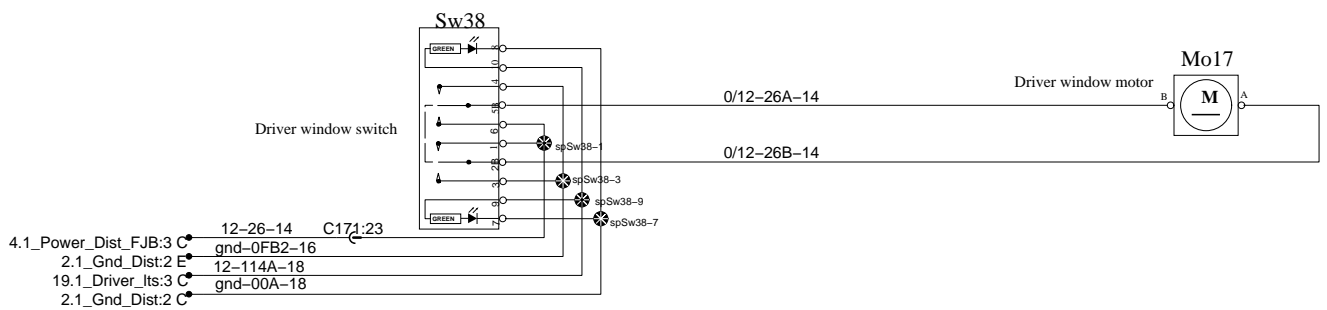 Sw38
GREEN
8
0
4
5B
6
1
2B
3
9
7
GREEN
Driver window switch
0/12–26A–14
0/12–26B–14
Driver window motor
Mo17
B
M
A
spSw38–1
spSw38–3
spSw38–9
spSw38–7
4.1_Power_Dist_FJB:3 C
12–26–14
C171:23
2.1_Gnd_Dist:2 E
gnd–0FB2–16
19.1_Driver_lts:3 C
12–114A–18
2.1_Gnd_Dist:2 C
gnd–00A–18